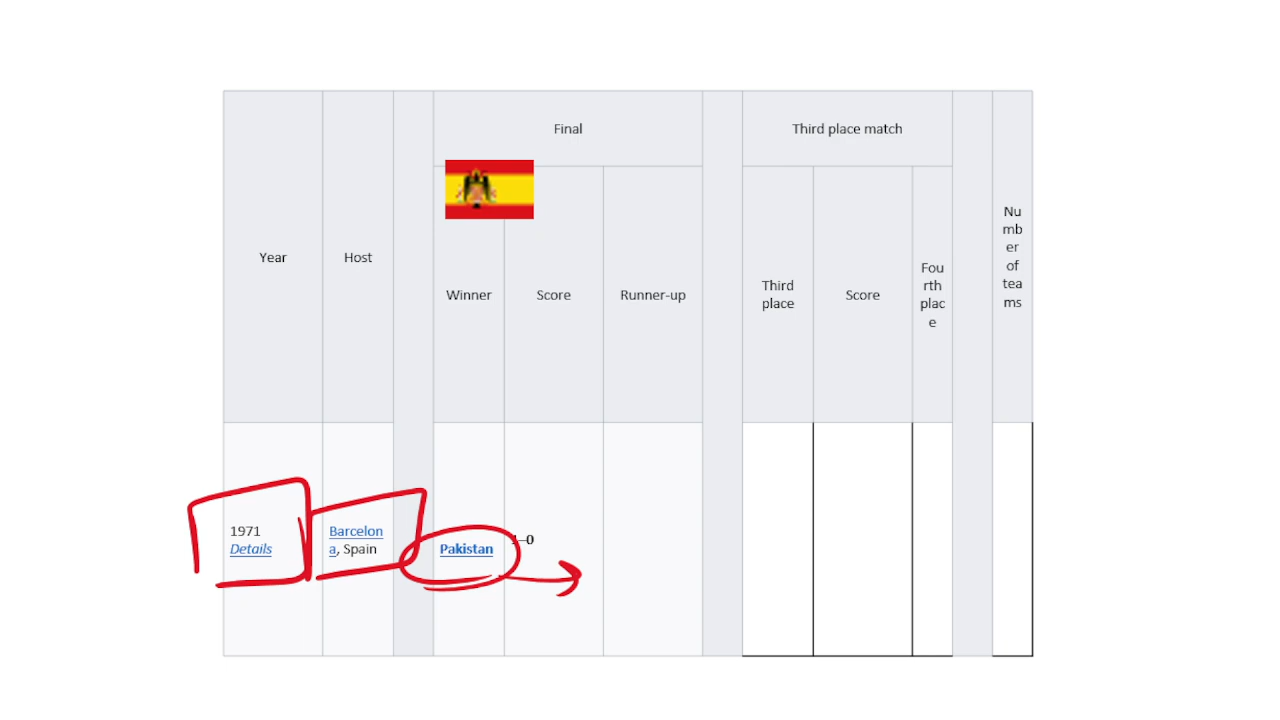 Final
Third place match
Year
Host
Winner
Score
Runner-up
Third
place
Score
Fou
rth
plac
e
Nu
mb
er
of
tea
ms
1971
Details
Barcelon
a, Spain
Pakistan
1–0